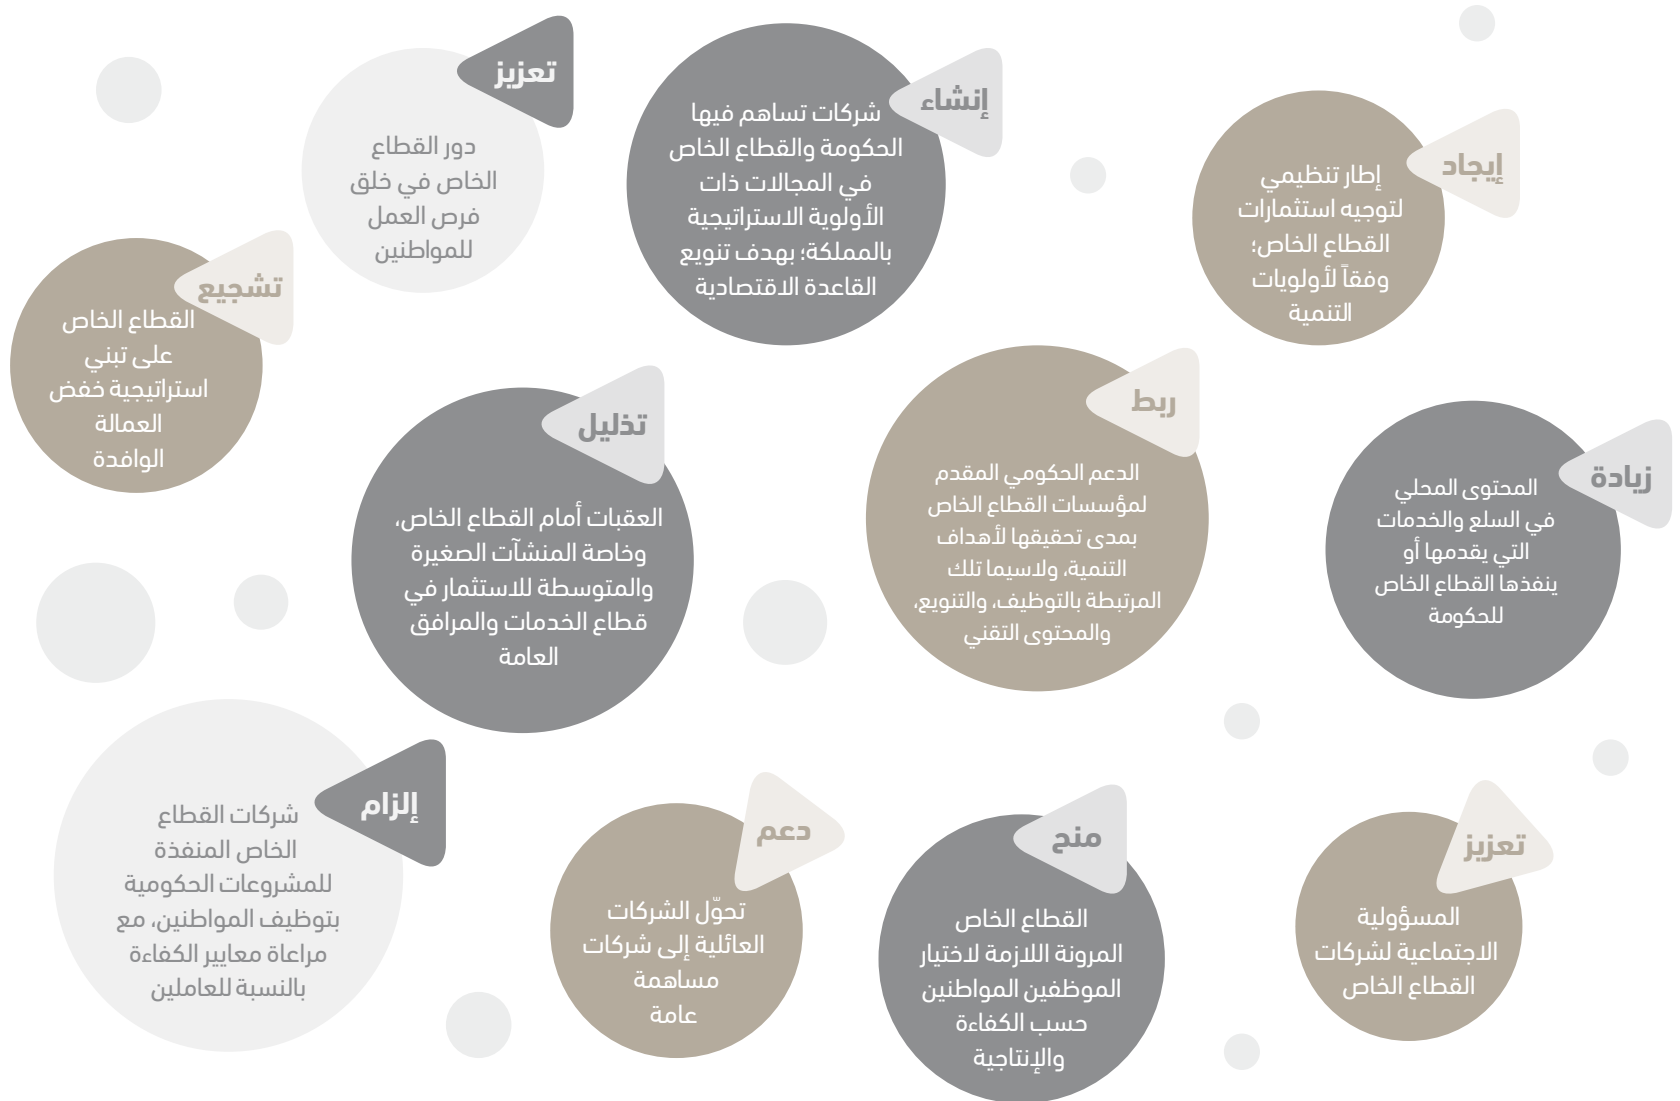 إيجاد
إطار تنظيمي
لتوجيه استثمارات
القطاع الخاص؛
وفقاً لأولويات
التنمية
إنشاء
شركات تساهم فيها
الحكومة والقطاع الخاص
في المجالات ذات
الأولوية الاستراتيجية
بالمملكة؛ بهدف تنويع
القاعدة الاقتصادية
تعزيز
دور القطاع
الخاص في خلق
فرص العمل
للمواطنين
تشجيع
القطاع الخاص
على تبني
استراتيجية خفض
العمالة
الوافدة
زيادة
المحتوى المحلي
في السلع والخدمات
التي يقدمها أو
ينفذها القطاع الخاص
للحكومة
ربط
الدعم الحكومي المقدم
لمؤسسات القطاع الخاص
بمدى تحقيقها لأهداف
التنمية، ولاسيما تلك
المرتبطة بالتوظيف، والتنويع،
والمحتوى التقني
تذليل
العقبات أمام القطاع الخاص،
وخاصة المنشآت الصغيرة
والمتوسطة للاستثمار في
قطاع الخدمات والمرافق
العامة
تعزيز
المسؤولية
الاجتماعية لشركات
القطاع الخاص
منح
القطاع الخاص
المرونة اللازمة لاختيار
الموظفين المواطنين
حسب الكفاءة
والإنتاجية
دعم
تحوّل الشركات
العائلية إلى شركات
مساهمة
عامة
إلزام
شركات القطاع
الخاص المنفذة
للمشروعات الحكومية
بتوظيف المواطنين، مع
مراعاة معايير الكفاءة
بالنسبة للعاملين